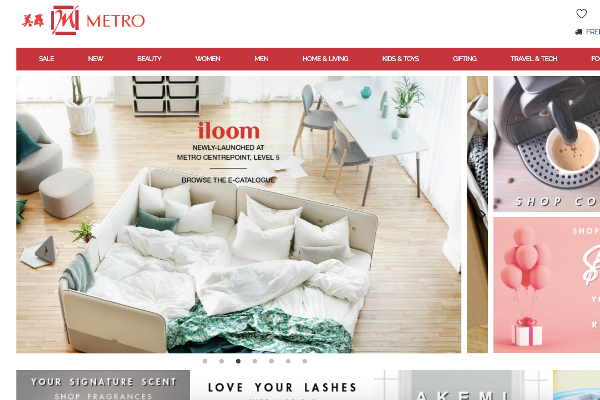 美羅 METRO
FREE
SALE NEW BEAUTY WOMEN MEN HOME & LIVING KIDS & TOYS GIFTING TRAVEL & TECH FO
iloom
NEWLY-LAUNCHED AT
METRO CENTREPOINT, LEVEL 5
BROWSE THE E-CATALOGUE
SHOP CO
SHOP
$
YO
R
YOUR SIGNATURE SCENT
SHOP FRAGRANCES
LOVE YOUR LASHES
AKEMI